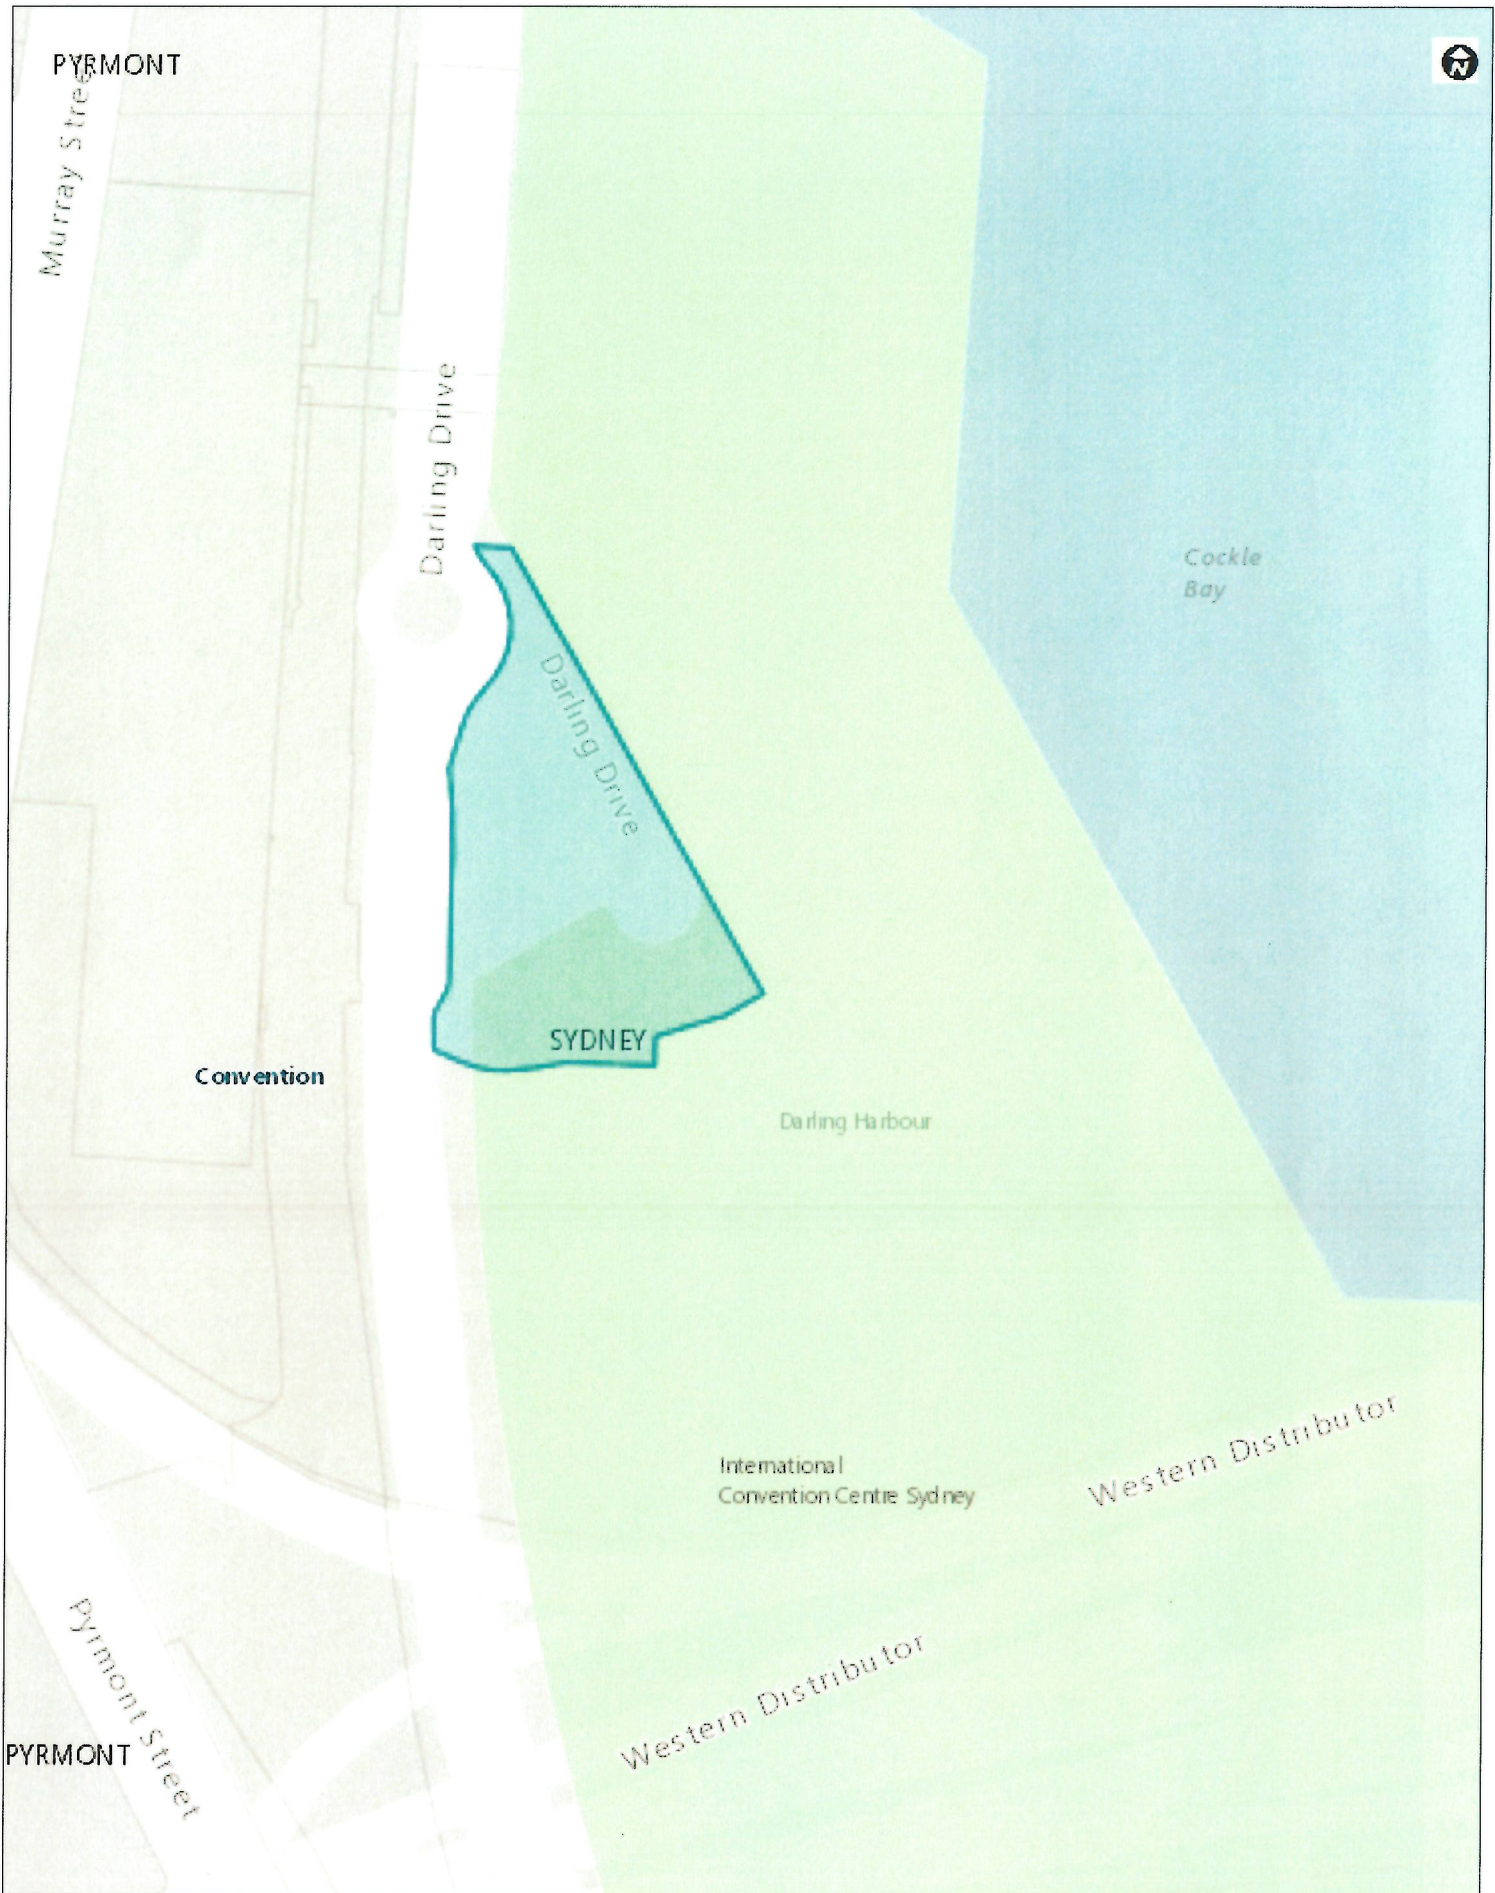 PYRMONT
N
Murray Stree
Darling Drive
Cockle
Bay
Darling Drive
SYDNEY
Convention
Darling Harbour
Western Distributor
International
Convention Centre Sydney
Pyrmont Street
Western Distributor
PYRMONT